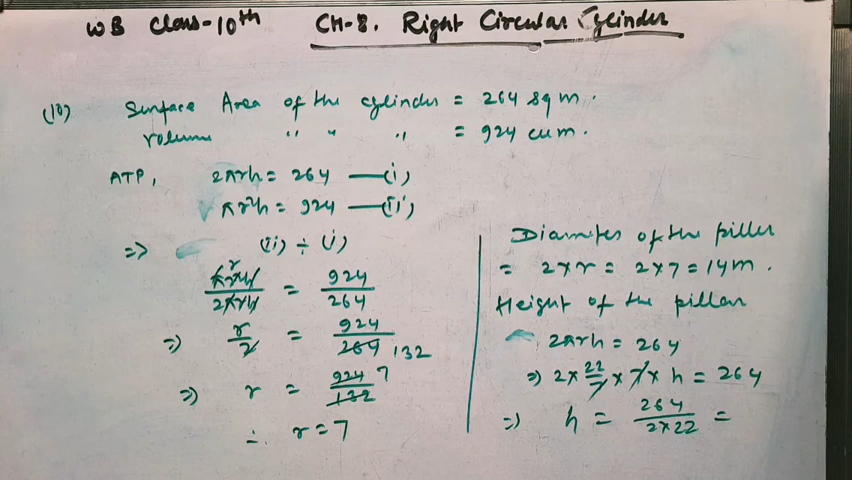 WB Class-10th CH-8. Right Circular Cylinder
(10) Surface Area of the cylinder = 264 sq m.
volume " " " = 924 cu m.
ATP, 2πrh = 264 —(i)
πr²h = 924 —(ii)
=> (ii) ÷ (i)
πr²h/2πrh = 924/264
=> r/2 = 924/264 132
=> r = 924/132 7
∴ r = 7
Diamiter of the piller
= 2×r = 2×7 = 14m.
Height of the pillar
2πrh = 264
=> 2×22/7×7×h = 264
=> h = 264/2×22 =